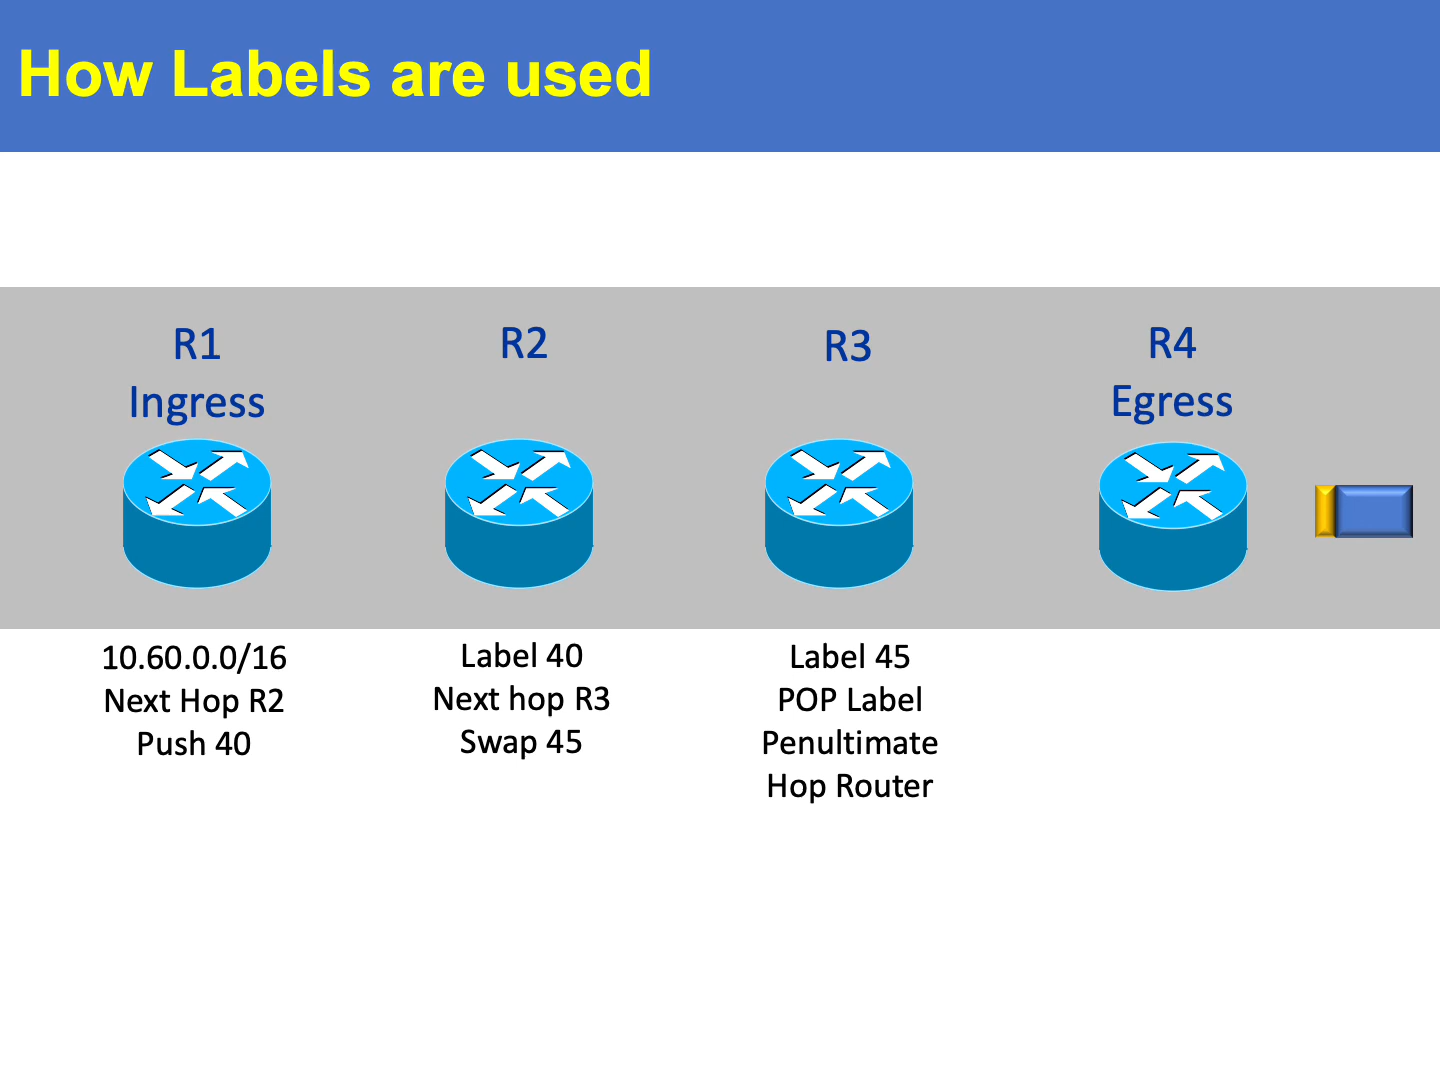 How Labels are used
R1
Ingress
R2
R3
R4
Egress
10.60.0.0/16
Next Hop R2
Push 40
Label 40
Next hop R3
Swap 45
Label 45
POP Label
Penultimate
Hop Router